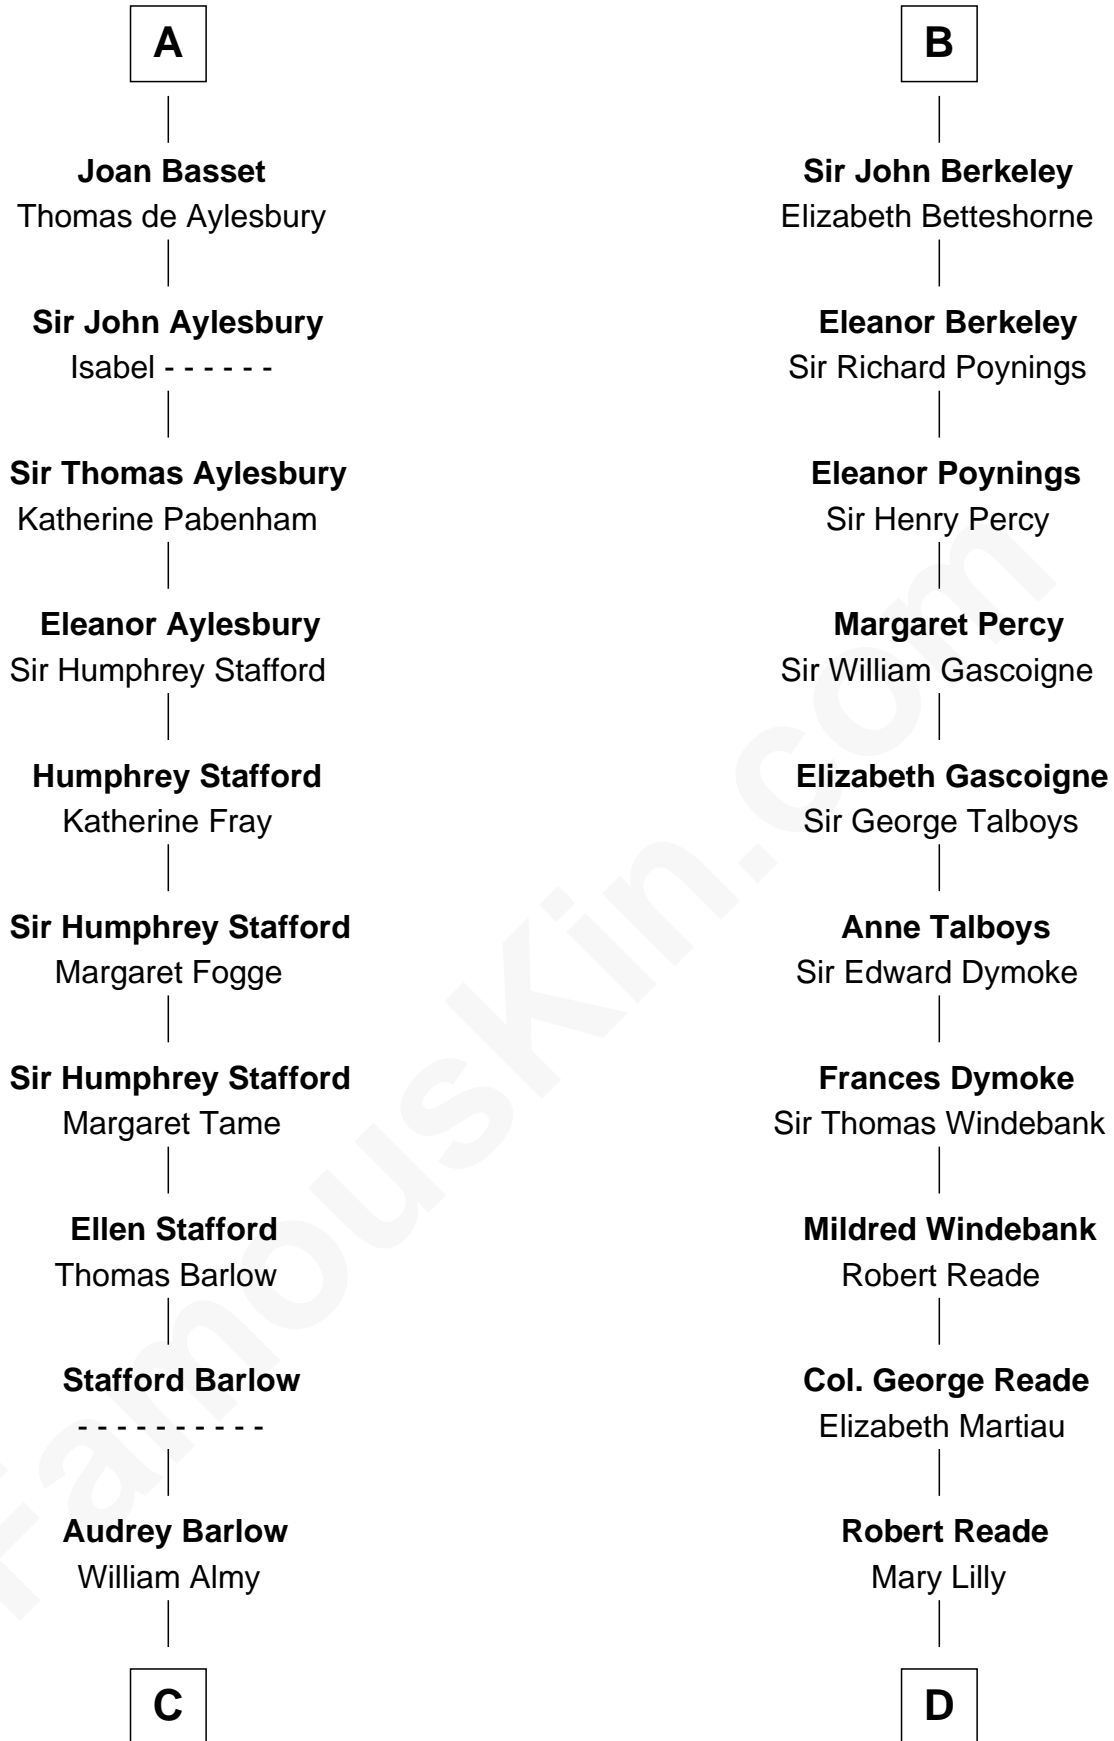 A
Joan Basset
Thomas de Aylesbury
Sir John Aylesbury
Isabel - - - - - -
Sir Thomas Aylesbury
Katherine Pabenham
Eleanor Aylesbury
Sir Humphrey Stafford
Humphrey Stafford
Katherine Fray
Sir Humphrey Stafford
Margaret Fogge
Sir Humphrey Stafford
Margaret Tame
Ellen Stafford
Thomas Barlow
Stafford Barlow
- - - - - - - - - -
Audrey Barlow
William Almy
C
B
Sir John Berkeley
Elizabeth Betteshorne
Eleanor Berkeley
Sir Richard Poynings
Eleanor Poynings
Sir Henry Percy
Margaret Percy
Sir William Gascoigne
Elizabeth Gascoigne
Sir George Talboys
Anne Talboys
Sir Edward Dymoke
Frances Dymoke
Sir Thomas Windebank
Mildred Windebank
Robert Reade
Col. George Reade
Elizabeth Martiau
Robert Reade
Mary Lilly
D
FamousKin.com